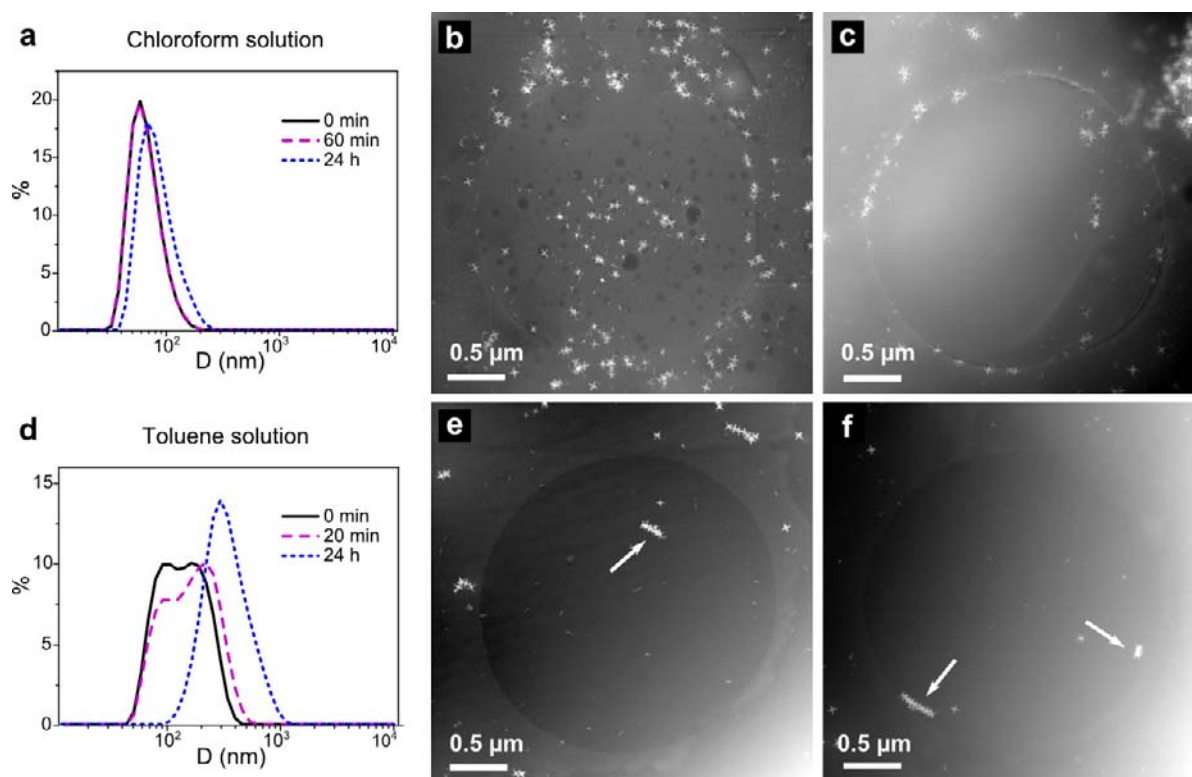 a
Chloroform solution
20
15
10
5
0
%
0 min
60 min
24 h
10²
10³
10⁴
D (nm)
b
0.5 µm
c
0.5 µm
d
Toluene solution
15
10
5
0
%
0 min
20 min
24 h
10²
10³
10⁴
D (nm)
e
0.5 µm
f
0.5 µm